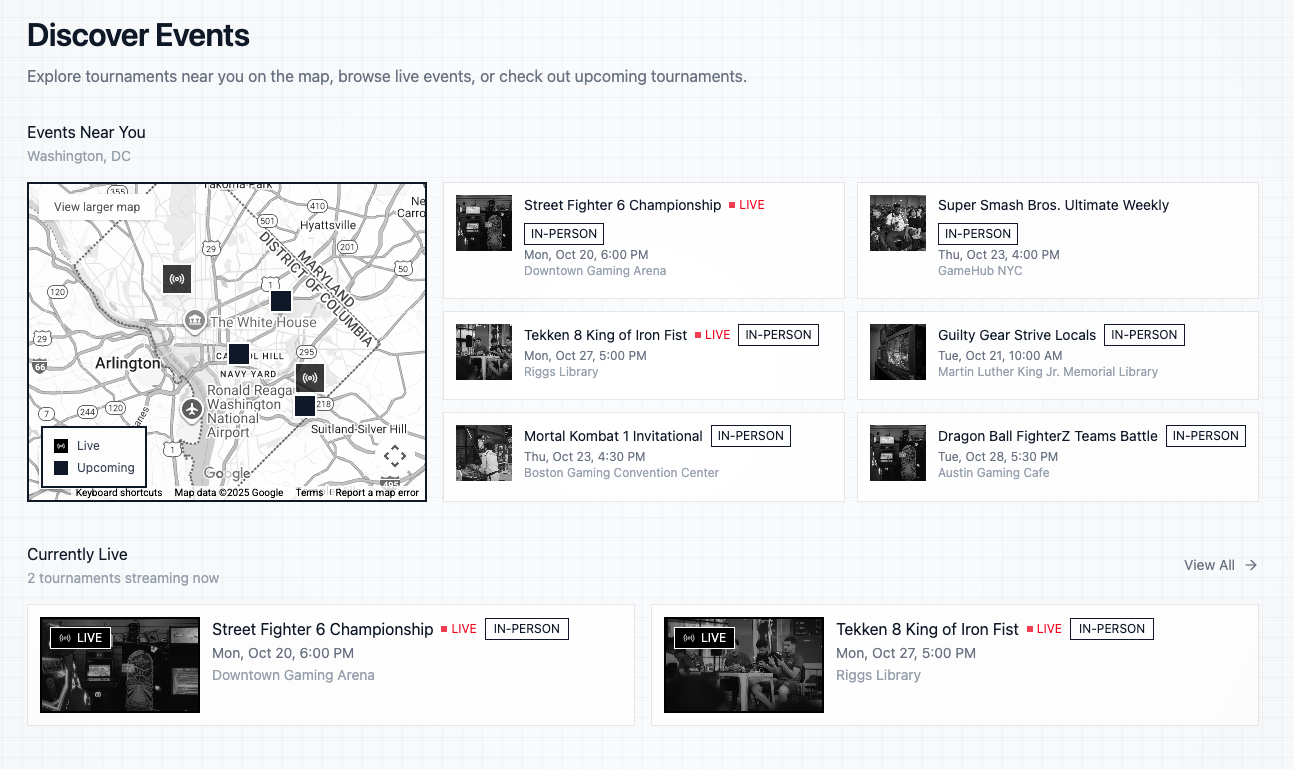 Discover Events
Explore tournaments near you on the map, browse live events, or check out upcoming tournaments.
Events Near You
Washington, DC
View larger map
355
Takoma Park
410
501
Hyattsville
29
201
MARYLAND
DISTRICT OF COLUMBIA
50
120
1
The White House
29
295
66
Arlington
NAVY YARD
Ronald Reagan
Washington
National
Airport
218
7
244
120
Suitland-Silver Hill
1
Live
Upcoming
Google
495
Keyboard shortcuts
Map data ©2025 Google
Terms
Report a map error
Street Fighter 6 Championship LIVE
IN-PERSON
Mon, Oct 20, 6:00 PM
Downtown Gaming Arena
Super Smash Bros. Ultimate Weekly
IN-PERSON
Thu, Oct 23, 4:00 PM
GameHub NYC
Tekken 8 King of Iron Fist LIVE IN-PERSON
Mon, Oct 27, 5:00 PM
Riggs Library
Guilty Gear Strive Locals IN-PERSON
Tue, Oct 21, 10:00 AM
Martin Luther King Jr. Memorial Library
Mortal Kombat 1 Invitational IN-PERSON
Thu, Oct 23, 4:30 PM
Boston Gaming Convention Center
Dragon Ball FighterZ Teams Battle IN-PERSON
Tue, Oct 28, 5:30 PM
Austin Gaming Cafe
Currently Live
2 tournaments streaming now
View All
LIVE
Street Fighter 6 Championship LIVE IN-PERSON
Mon, Oct 20, 6:00 PM
Downtown Gaming Arena
LIVE
Tekken 8 King of Iron Fist LIVE IN-PERSON
Mon, Oct 27, 5:00 PM
Riggs Library